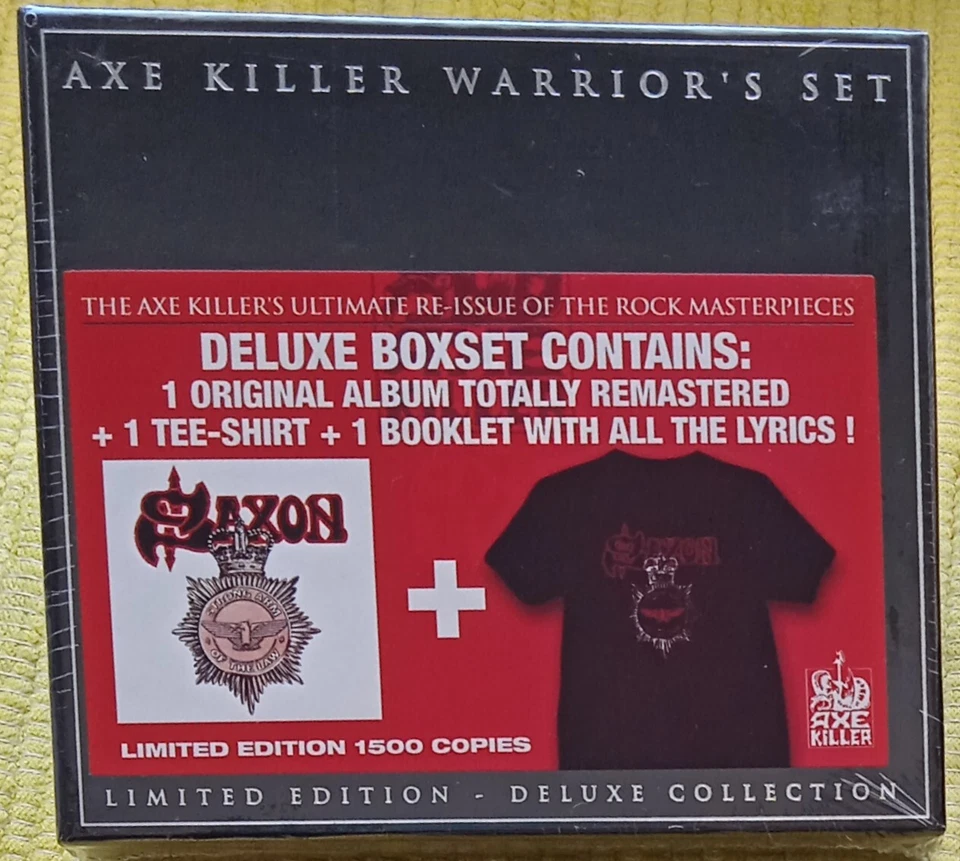 AXE KILLER WARRIOR'S SET
THE AXE KILLER'S ULTIMATE RE-ISSUE OF THE ROCK MASTERPIECES
DELUXE BOXSET CONTAINS:
1 ORIGINAL ALBUM TOTALLY REMASTERED
+ 1 TEE-SHIRT + 1 BOOKLET WITH ALL THE LYRICS !
SAXON
STRONG ARM
OF THE LAW
+
SAXON
AXE
KILLER
LIMITED EDITION 1500 COPIES
LIMITED EDITION - DELUXE COLLECTION